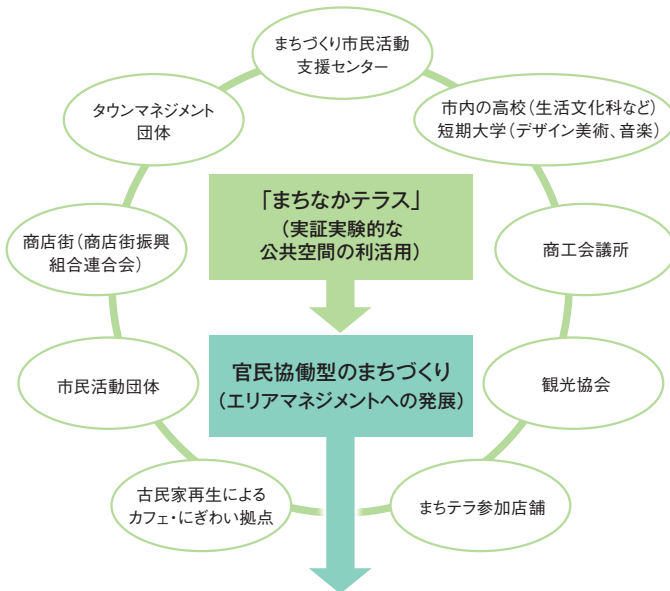 まちづくり市民活動
支援センター
タウンマネジメント
団体
市内の高校（生活文化科など）
短期大学（デザイン美術、音楽）
「まちなかテラス」
（実証実験的な
公共空間の利活用）
商店街（商店街振興
組合連合会）
商工会議所
官民協働型のまちづくり
（エリアマネジメントへの発展）
市民活動団体
観光協会
古民家再生による
カフェ・にぎわい拠点
まちテラ参加店舗